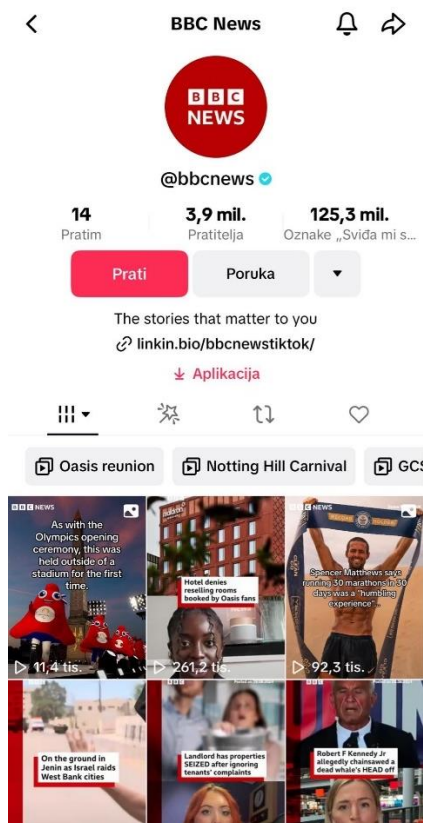 BBC News
BBC
NEWS
@bbcnews
14
Pratim
3,9 mil.
Pratitelja
125,3 mil.
Oznake „Sviđa mi s...
Prati
Poruka
The stories that matter to you
linkin.bio/bbcnewstiktok/
Aplikacija
Oasis reunion
Notting Hill Carnival
GCS
BBC NEWS
As with the
Olympics opening
ceremony, this was
held outside of a
stadium for the first
time.
11,4 tis.
Hotel denies
reselling rooms
booked by Oasis fans
261,2 tis.
BBC NEWS
Spencer Matthews says
running 30 marathons in 30
days was a "humbling
experience"...
92,3 tis.
On the ground in
Jenin as Israel raids
West Bank cities
BBC
Landlord has properties
SEIZED after ignoring
tenants' complaints
BBC
Robert F Kennedy Jr
allegedly chainsawed a
dead whale's HEAD off